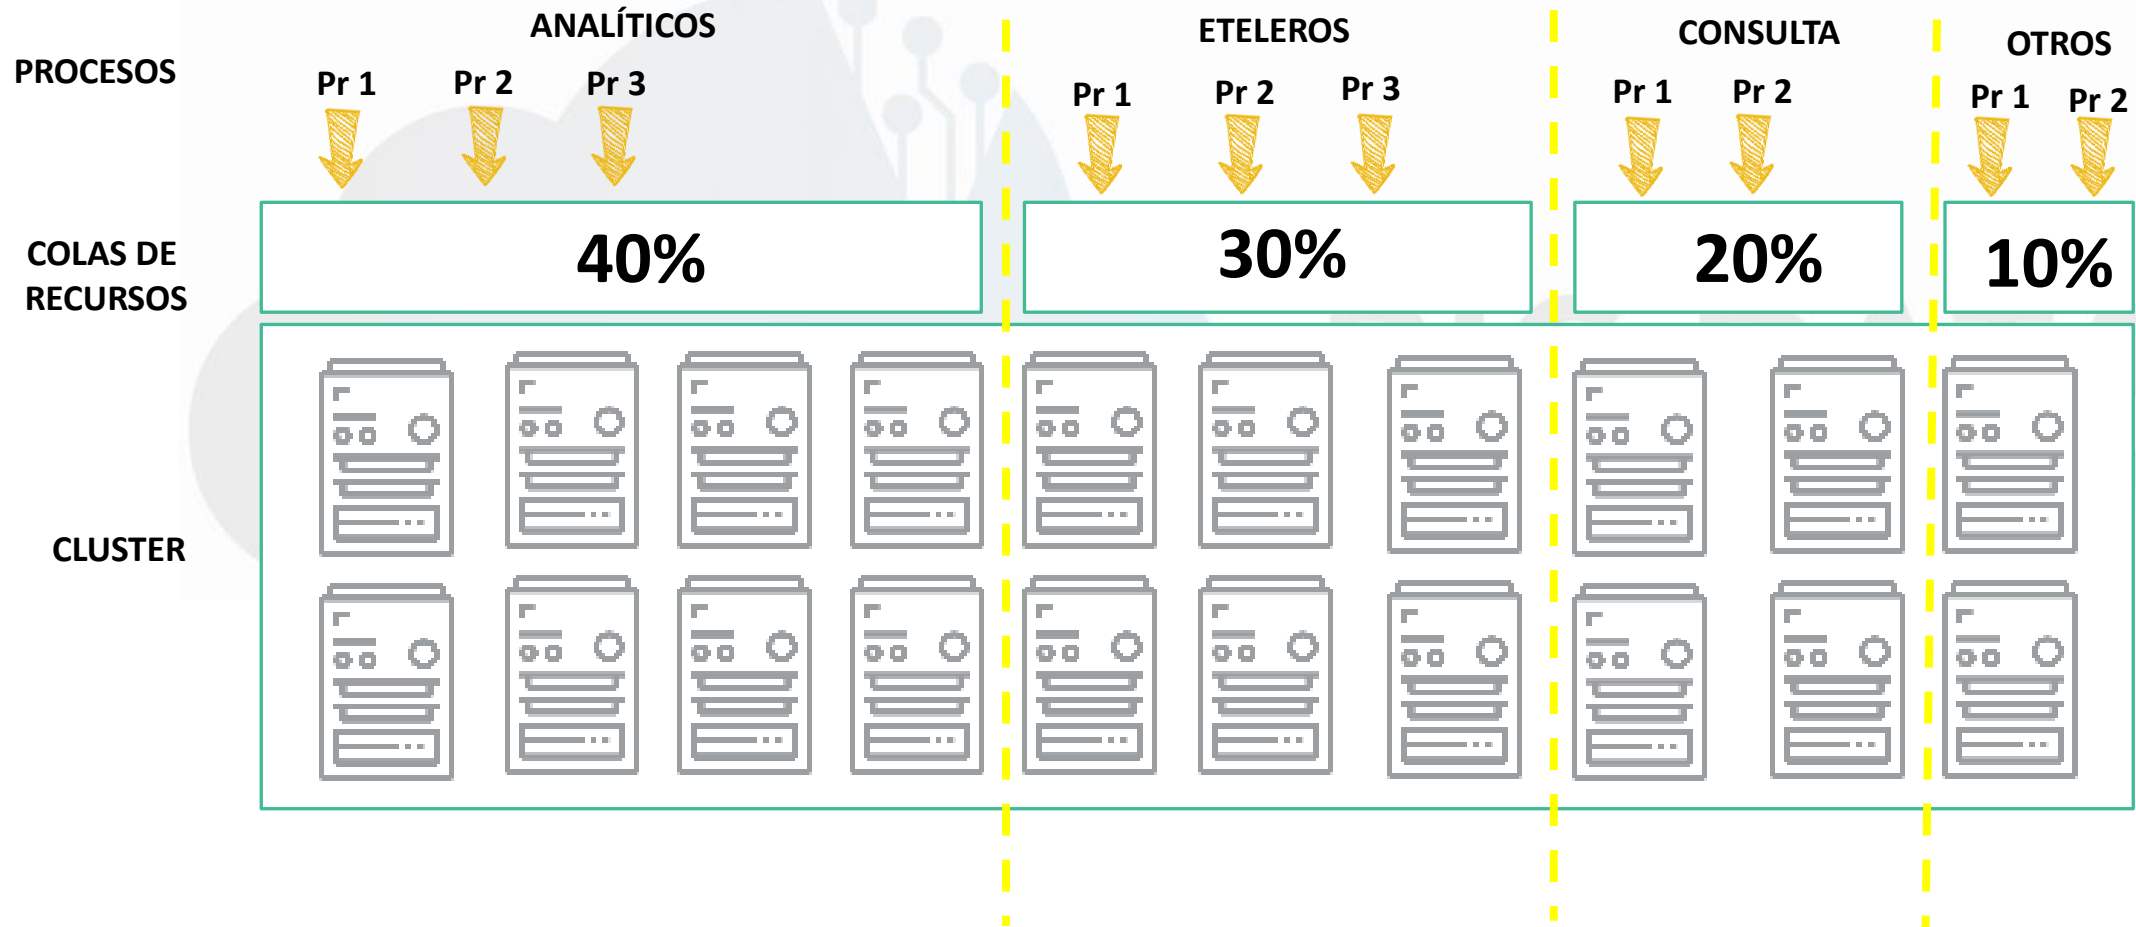 PROCESOS
ANALÍTICOS
Pr 1
Pr 2
Pr 3
ETELEROS
Pr 1
Pr 2
Pr 3
CONSULTA
Pr 1
Pr 2
OTROS
Pr 1
Pr 2
COLAS DE
RECURSOS
40%
30%
20%
10%
CLUSTER